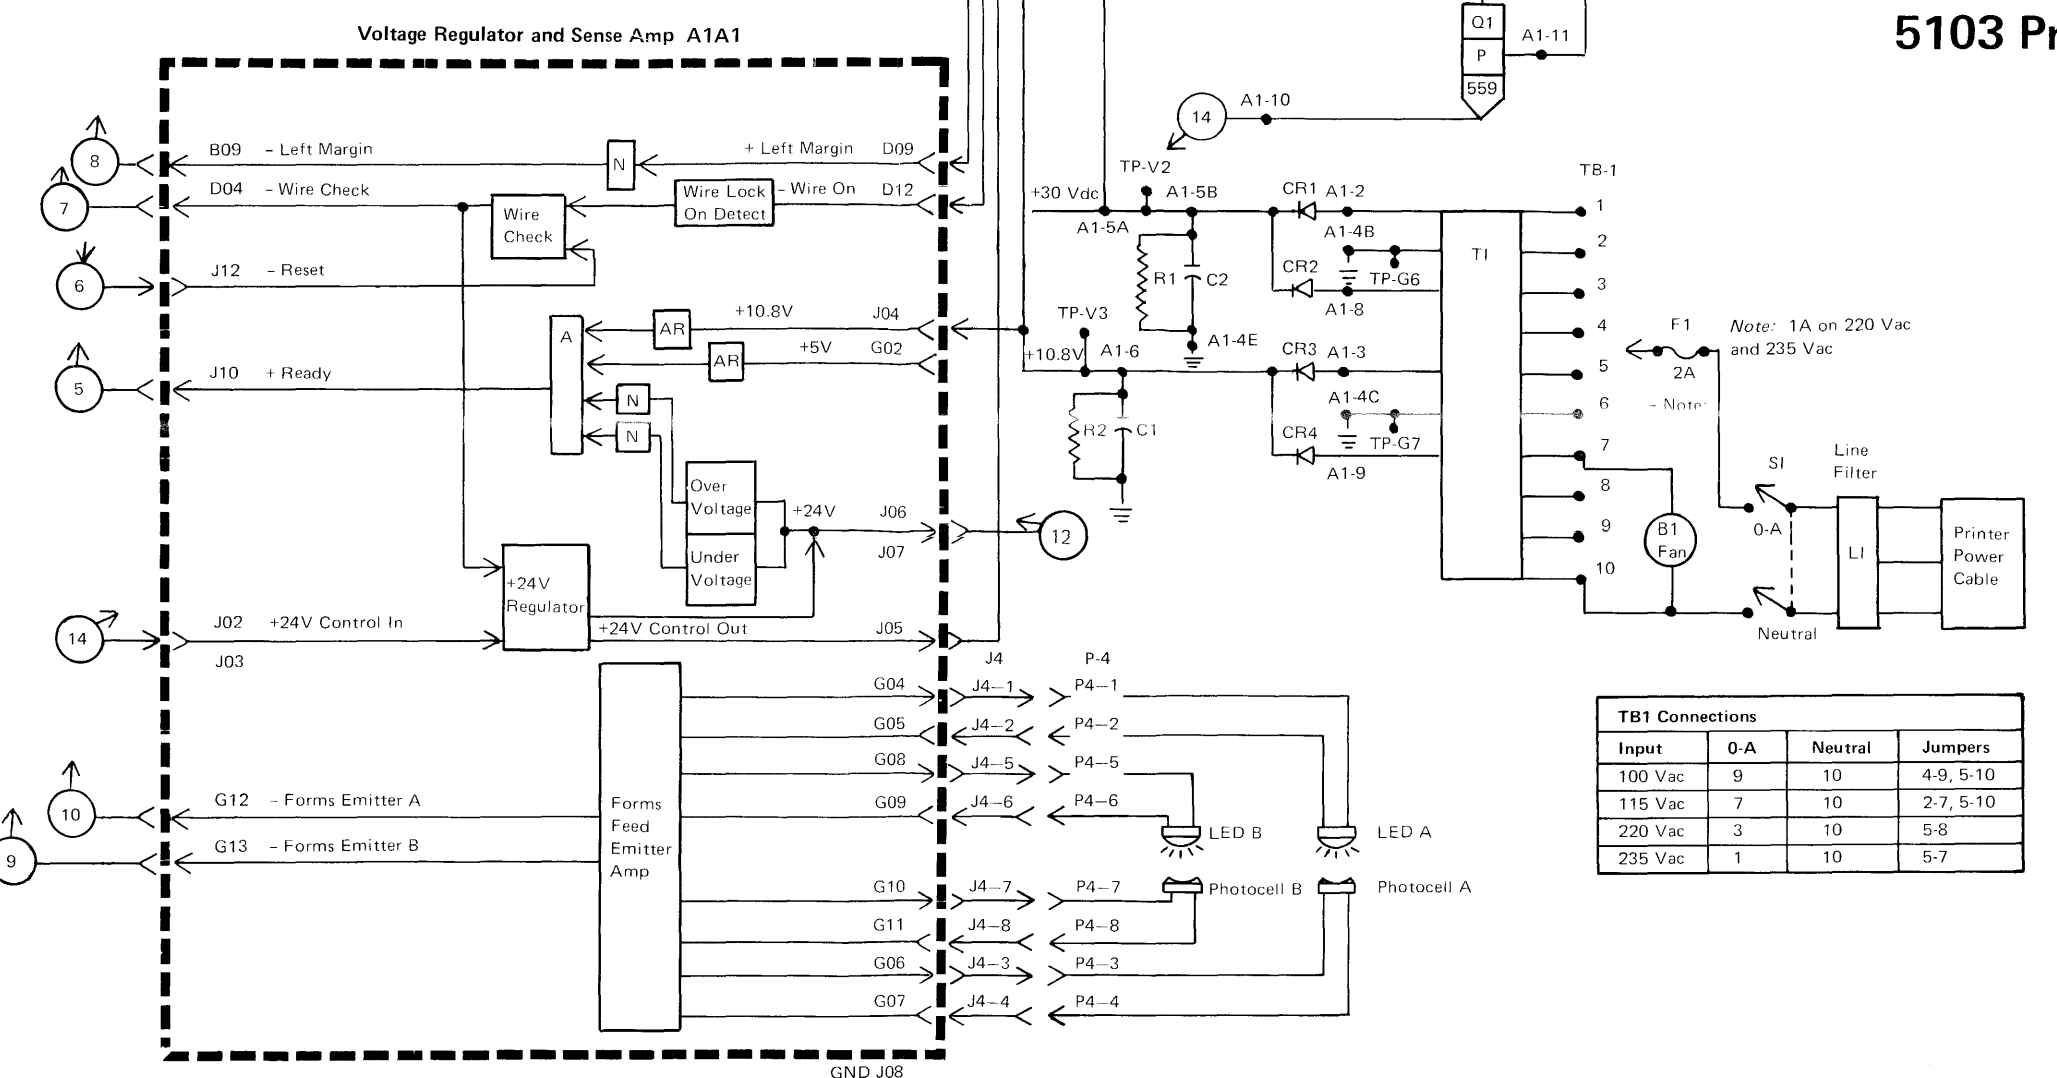 5103 Pr
Voltage Regulator and Sense Amp A1A1
Q1
P
559
A1-11
A1-10
14
8
B09 - Left Margin
N
+ Left Margin D09
7
D04 - Wire Check
Wire
Check
Wire Lock
On Detect
- Wire On D12
6
J12 - Reset
A
AR
+10.8V J04
AR
+5V G02
5
J10 + Ready
N
N
Over
Voltage
Under
Voltage
+24V
J06
J07
12
+24V
Regulator
14
J02 +24V Control In
J03
+24V Control Out J05
TP-V2
+30 Vdc
A1-5B
A1-5A
CR1 A1-2
A1-4B
TP-G6
CR2
A1-8
R1
C2
A1-4E
TP-V3
+10.8V
A1-6
CR3 A1-3
A1-4C
TP-G7
CR4
A1-9
R2
C1
TI
TB-1
1
2
3
4
5
6
7
8
9
10
F1
2A
Note: 1A on 220 Vac
and 235 Vac
- Note:
SI
0-A
Neutral
Line
Filter
LI
B1
Fan
Printer
Power
Cable
J4 P-4
G04 J4-1 P4-1
G05 J4-2 P4-2
G08 J4-5 P4-5
G09 J4-6 P4-6
LED B
LED A
Forms
Feed
Emitter
Amp
10
G12 - Forms Emitter A
9
G13 - Forms Emitter B
G10 J4-7 P4-7
Photocell B
Photocell A
G11 J4-8 P4-8
G06 J4-3 P4-3
G07 J4-4 P4-4
GND J08
TB1 Connections
Input 0-A Neutral Jumpers
100 Vac 9 10 4-9, 5-10
115 Vac 7 10 2-7, 5-10
220 Vac 3 10 5-8
235 Vac 1 10 5-7